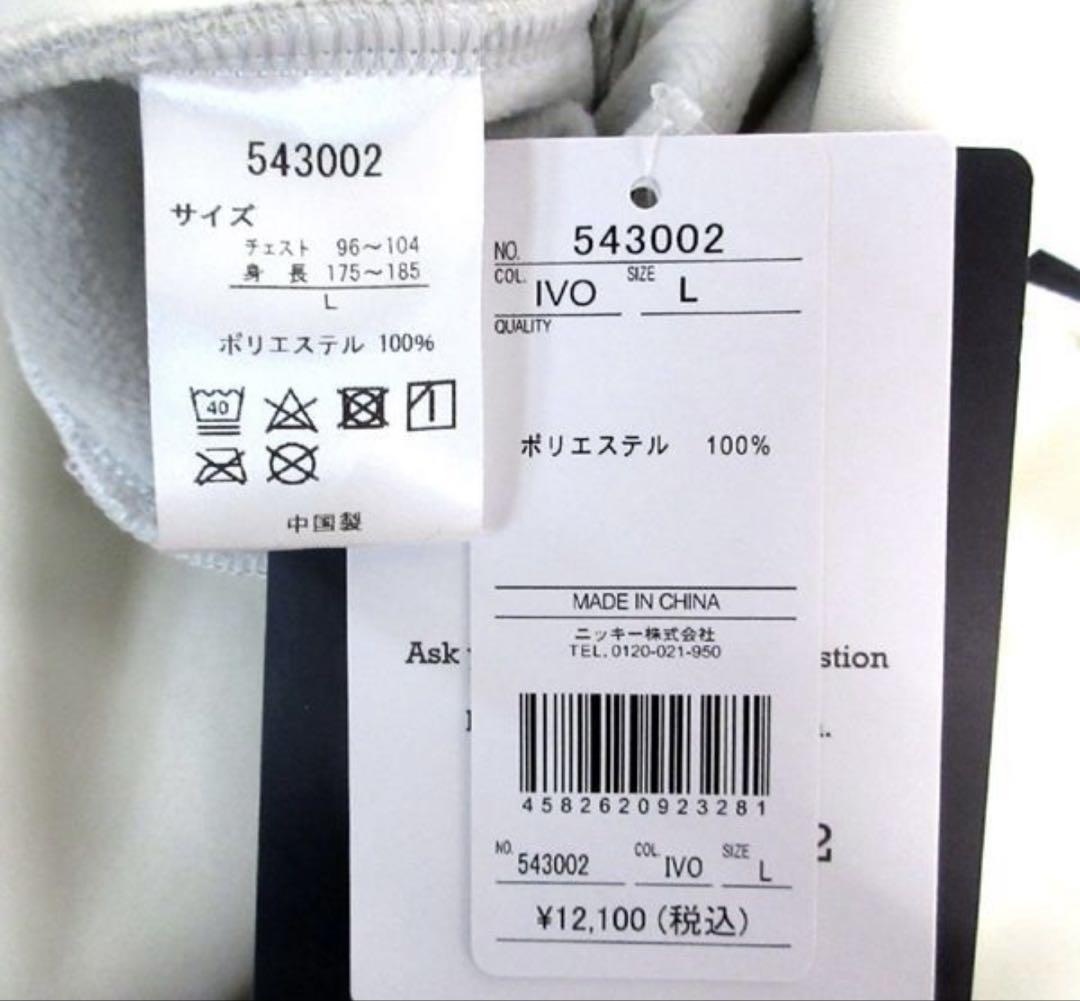 543002
サイズ
チェスト 96～104
身 長 175～185
L
ポリエステル 100%
40
中国製
NO. 543002
COL. IVO SIZE L
QUALITY
ポリエステル 100%
MADE IN CHINA
ニッキー株式会社
TEL. 0120-021-950
4582620923281
NO. 543002 COL. IVO SIZE L
¥12,100 (税込)
Ask
stion
2